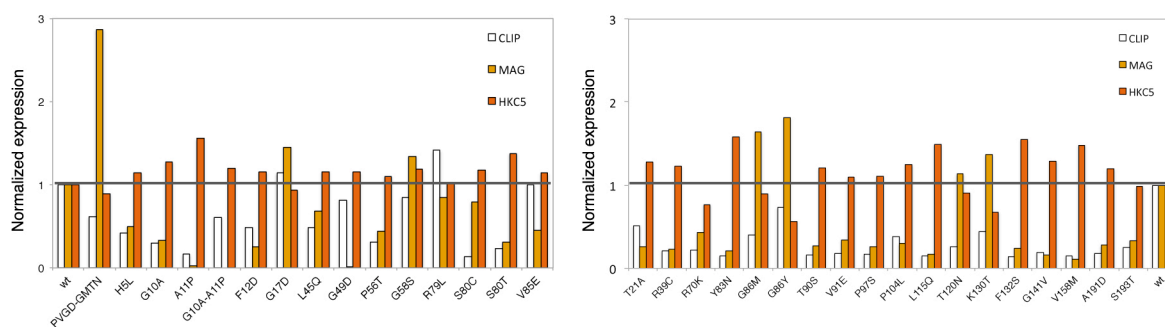 Normalized expression
3
2
1
0
CLIP
MAG
HKC5
wt
PVGD-GMTN
H5L
G10A
A11P
G10A-A11P
F12D
G17D
L45Q
G49D
P56T
G58S
R79L
S80C
S80T
V85E
Normalized expression
3
2
1
0
CLIP
MAG
HKC5
T21A
R39C
R70K
Y83N
G86M
G86Y
T90S
V91E
P97S
P104L
L115Q
T120N
K130T
F132S
G141V
V158M
A191D
S193T
wt